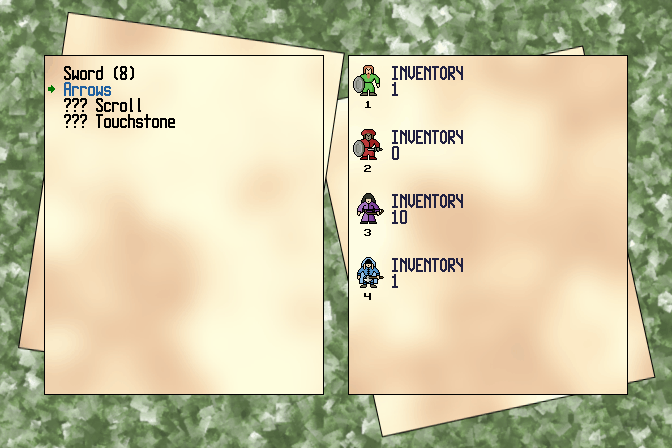 Sword (8)
Arrows
??? Scroll
??? Touchstone
INVENTORY
1
1
INVENTORY
0
2
INVENTORY
10
3
INVENTORY
1
4